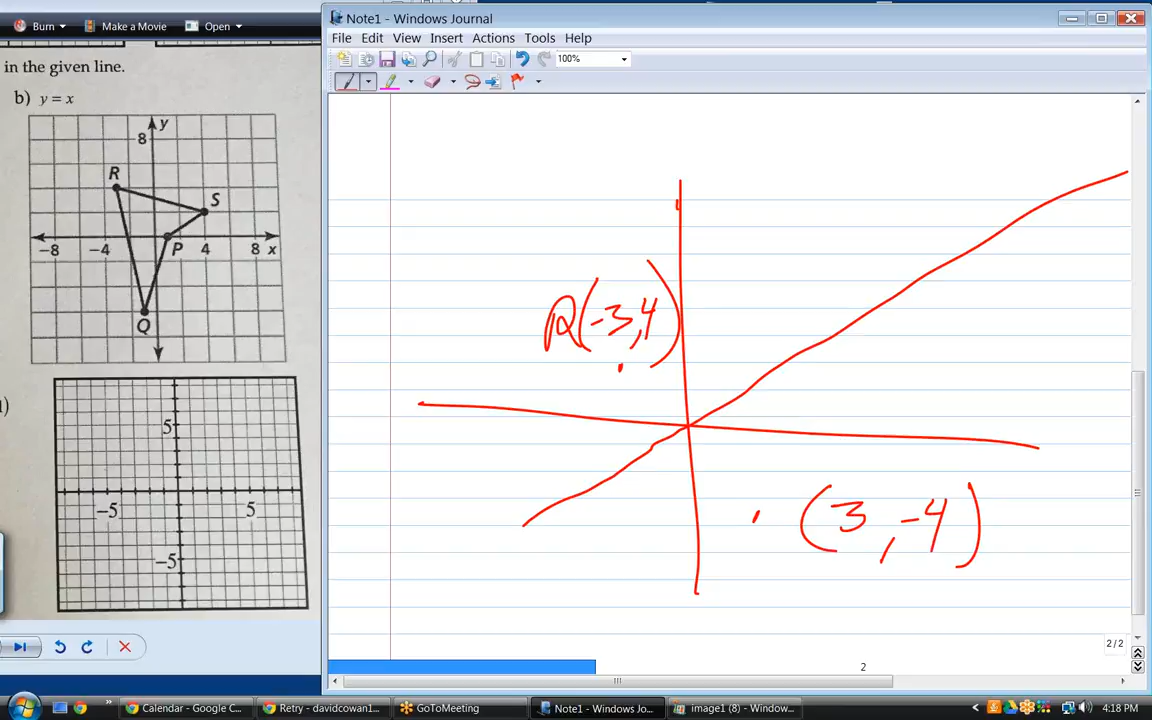 Burn
Make a Movie
Open
in the given line.
b) y = x
y
8
R
S
-8
-4
P
4
8
x
Q
)
5
-5
5
-5
Note1 - Windows Journal
File Edit View Insert Actions Tools Help
100%
R(-3,4)
(3,-4)
2/2
2
Calendar - Google C...
Retry - davidcowan1...
GoToMeeting
Note1 - Windows Jo...
image1 (8) - Window...
4:18 PM